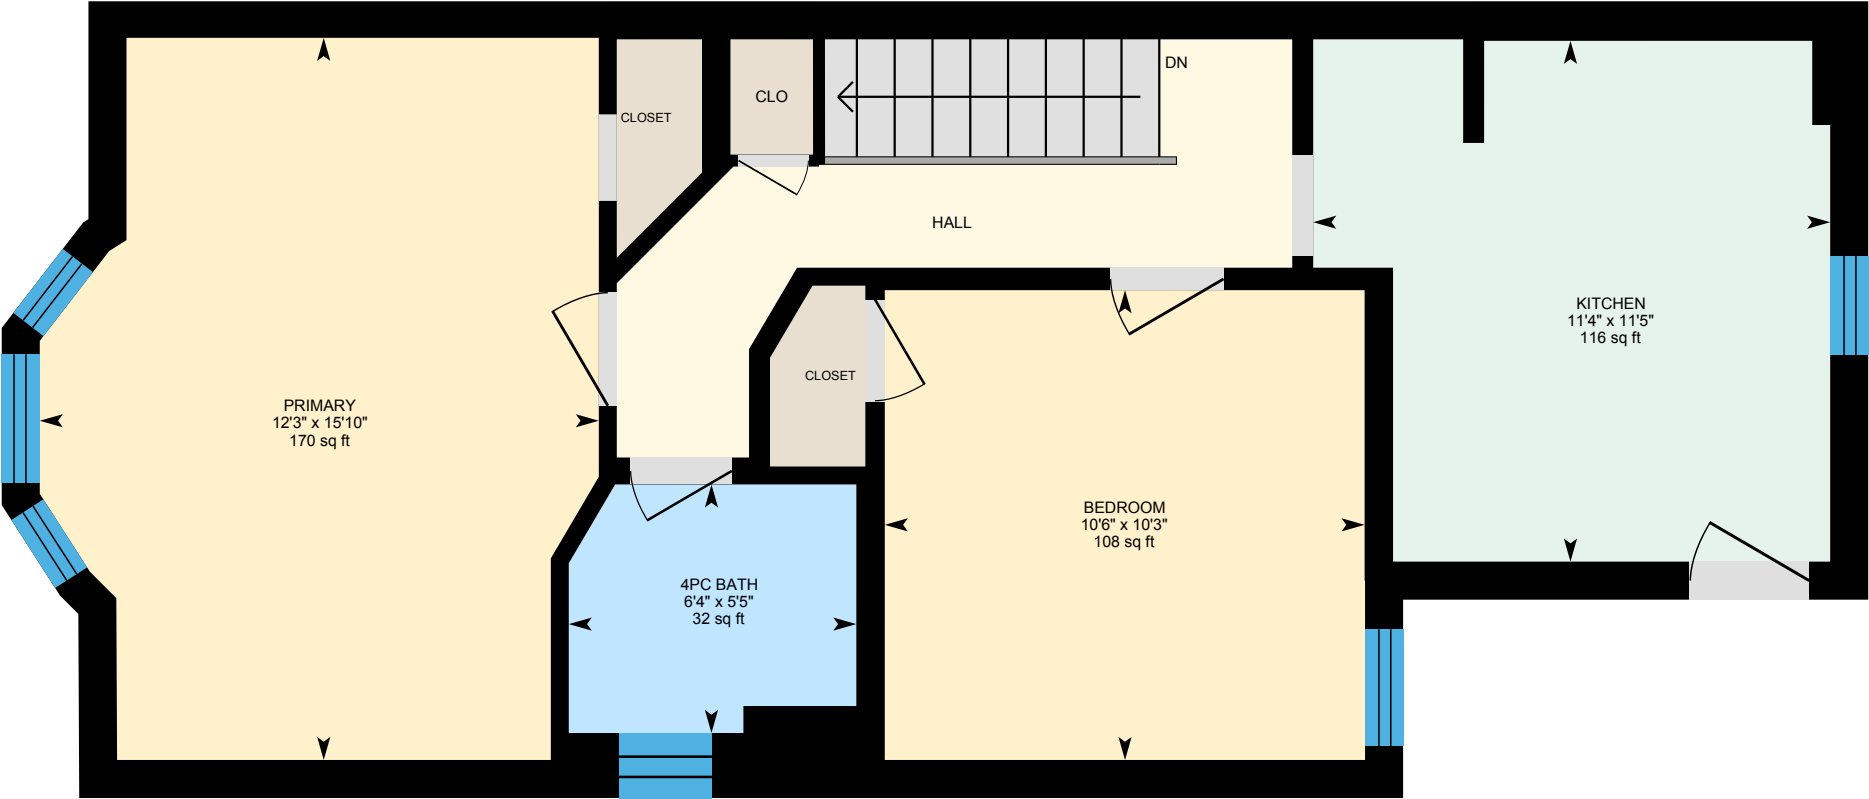 DN
CLO
CLOSET
HALL
KITCHEN
11'4" x 11'5"
116 sq ft
CLOSET
PRIMARY
12'3" x 15'10"
170 sq ft
BEDROOM
10'6" x 10'3"
108 sq ft
4PC BATH
6'4" x 5'5"
32 sq ft